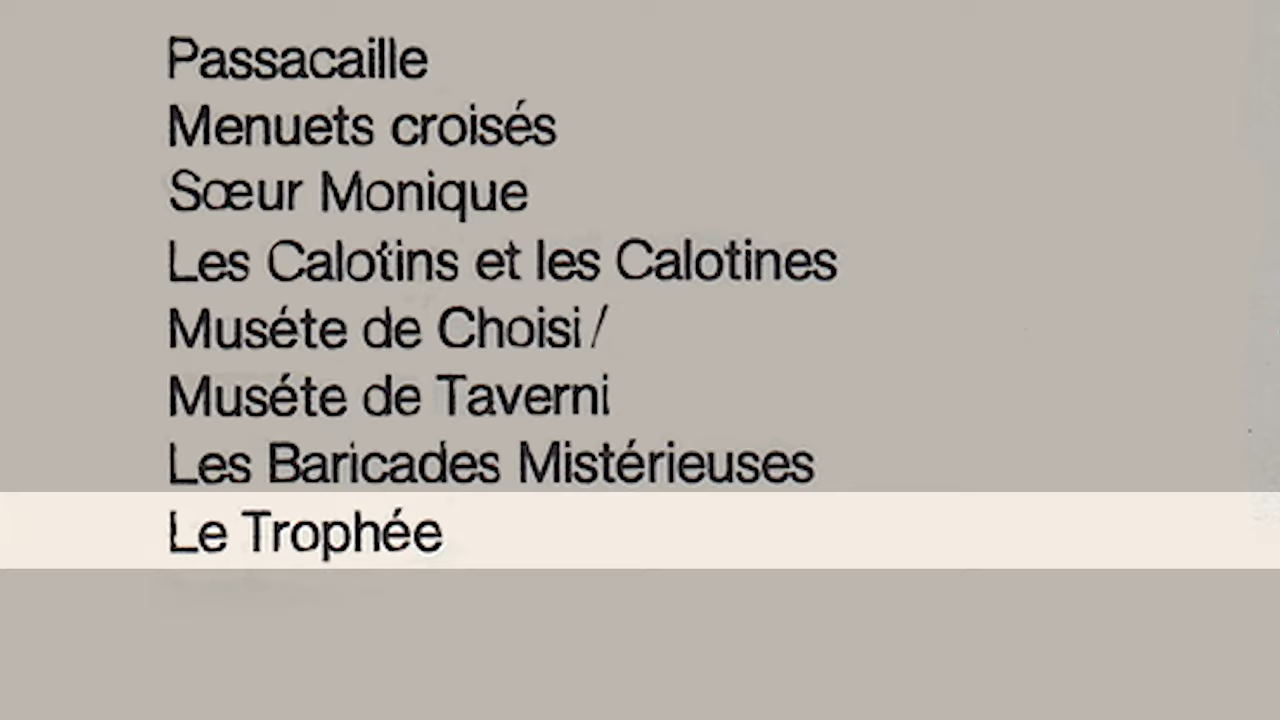 Passacaille
Menuets croisés
Sœur Monique
Les Calotins et les Calotines
Muséte de Choisi /
Muséte de Taverni
Les Baricades Mistérieuses
Le Trophée